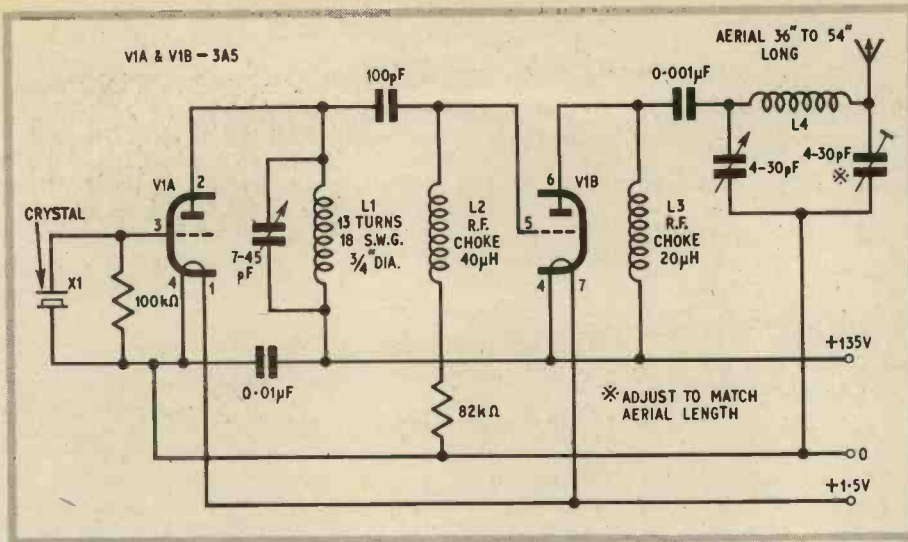 V1A & V1B – 3A5
AERIAL 36" TO 54"
LONG
100pF
0·001μF
L4
4-30pF
4-30pF
※
V1A
2
3
4
1
CRYSTAL
X1
100kΩ
7-45
pF
L1
13 TURNS
18 S.W.G.
3/4" DIA.
L2
R.F.
CHOKE
40μH
6
V1B
5
4
7
L3
R.F.
CHOKE
20μH
0·01μF
+135V
82kΩ
※ ADJUST TO MATCH
AERIAL LENGTH
0
+1·5V